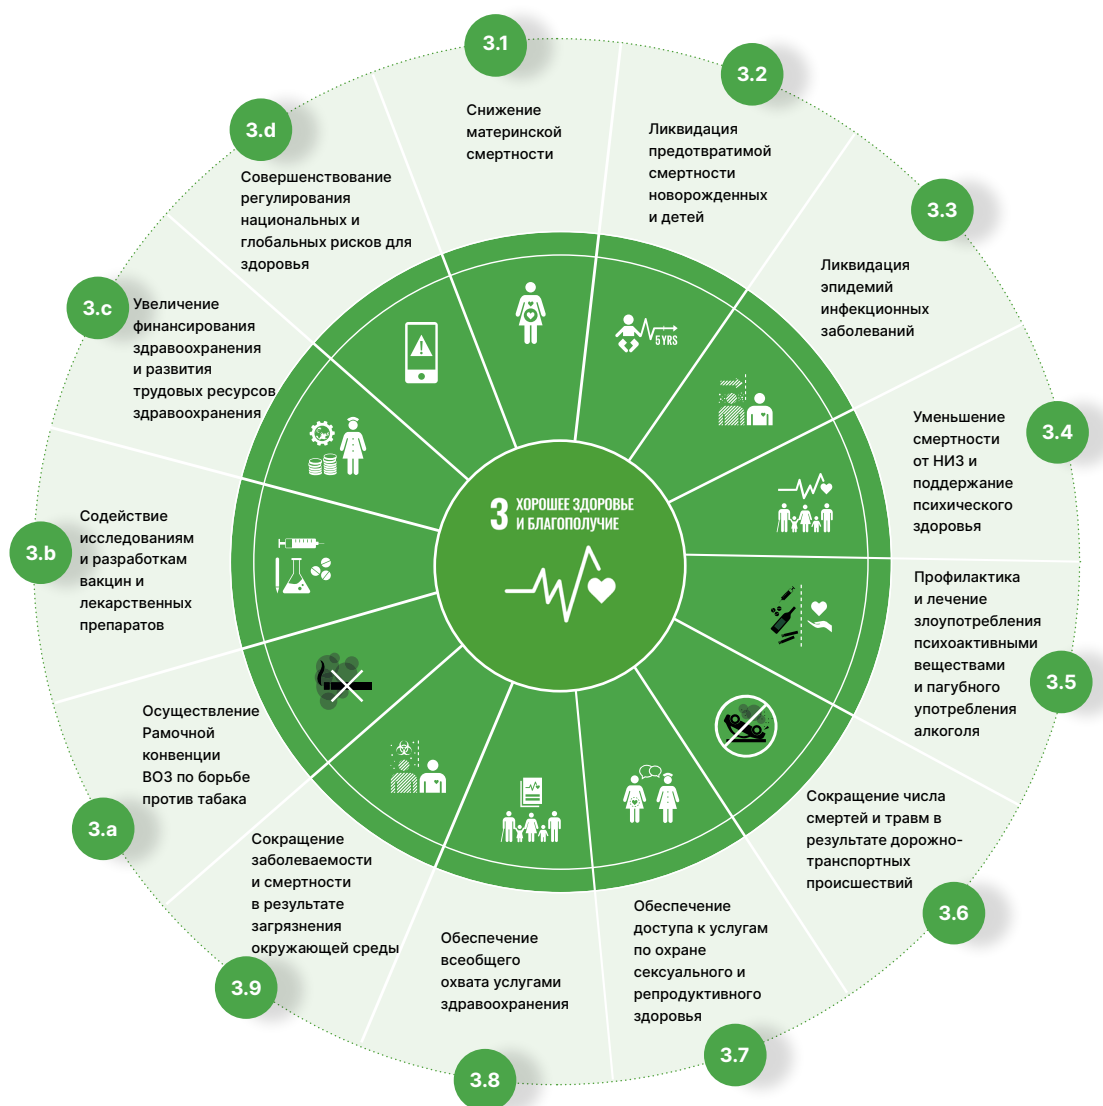 3.1
Снижение
материнской
смертности
3.2
Ликвидация
предотвратимой
смертности
новорожденных
и детей
3.3
Ликвидация
эпидемий
инфекционных
заболеваний
3.4
Уменьшение
смертности
от НИЗ и
поддержание
психического
здоровья
3.5
Профилактика
и лечение
злоупотребления
психоактивными
веществами
и пагубного
употребления
алкоголя
3.6
Сокращение числа
смертей и травм в
результате дорожно-
транспортных
происшествий
3.7
Обеспечение
доступа к услугам
по охране
сексуального и
репродуктивного
здоровья
3.8
Обеспечение
всеобщего
охвата услугами
здравоохранения
3.9
Сокращение
заболеваемости
и смертности
в результате
загрязнения
окружающей среды
3.a
Осуществление
Рамочной
конвенции
ВОЗ по борьбе
против табака
3.b
Содействие
исследованиям
и разработкам
вакцин и
лекарственных
препаратов
3.c
Увеличение
финансирования
здравоохранения
и развития
трудовых ресурсов
здравоохранения
3.d
Совершенствование
регулирования
национальных и
глобальных рисков для
здоровья
5 YRS
3 ХОРОШЕЕ ЗДОРОВЬЕ
И БЛАГОПОЛУЧИЕ